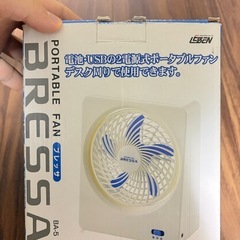 LEBEN
電池・USBの2電源式ポータブルファン
デスク周りで使用できます。
PORTABLE FAN
BRESSA
ブレッサ
BA-5
BRESSA